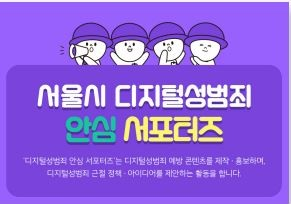 서울시 디지털성범죄
안심 서포터즈
'디지털성범죄 안심 서포터즈'는 디지털성범죄 예방 콘텐츠를 제작 · 홍보하며,
디지털성범죄 근절 정책 · 아이디어를 제안하는 활동을 합니다.